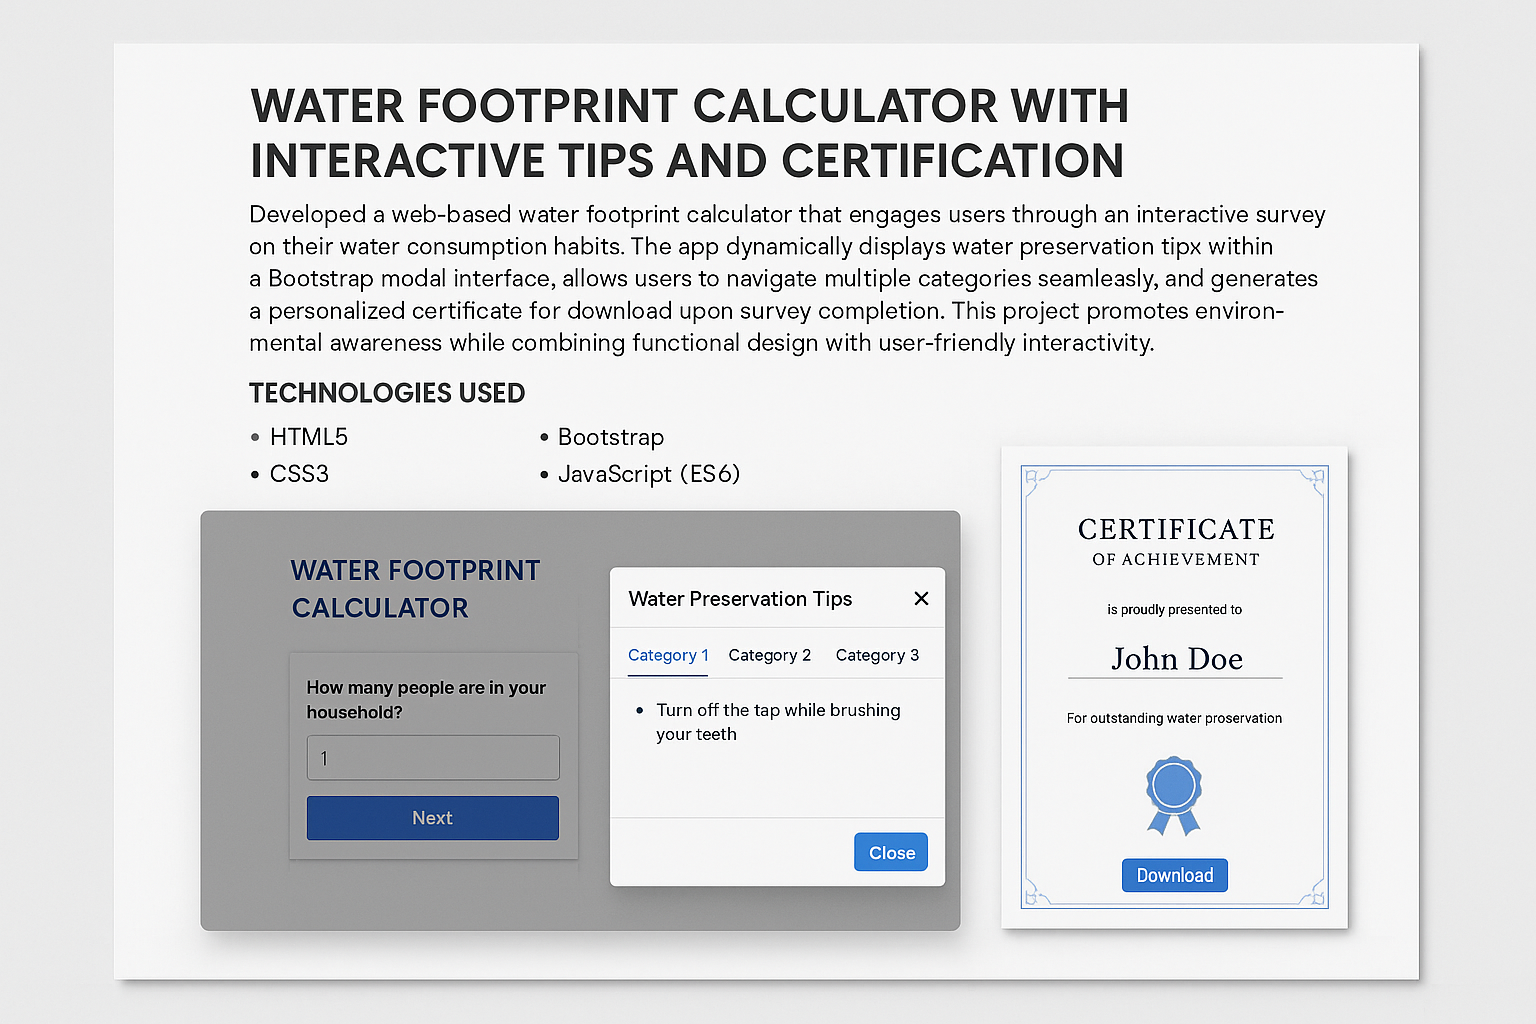 WATER FOOTPRINT CALCULATOR WITH
INTERACTIVE TIPS AND CERTIFICATION
Developed a web-based water footprint calculator that engages users through an interactive survey
on their water consumption habits. The app dynamically displays water preservation tipx within
a Bootstrap modal interface, allows users to navigate multiple categories seamleasly, and generates
a personalized certificate for download upon survey completion. This project promotes environ-
mental awareness while combining functional design with user-friendly interactivity.
TECHNOLOGIES USED
• HTML5
• Bootstrap
• CSS3
• JavaScript (ES6)
WATER FOOTPRINT
CALCULATOR
How many people are in your
household?
1
Next
Water Preservation Tips
Category 1 Category 2 Category 3
• Turn off the tap while brushing
your teeth
Close
CERTIFICATE
OF ACHIEVEMENT
is proudly presented to
John Doe
For outstanding water proservation
Download